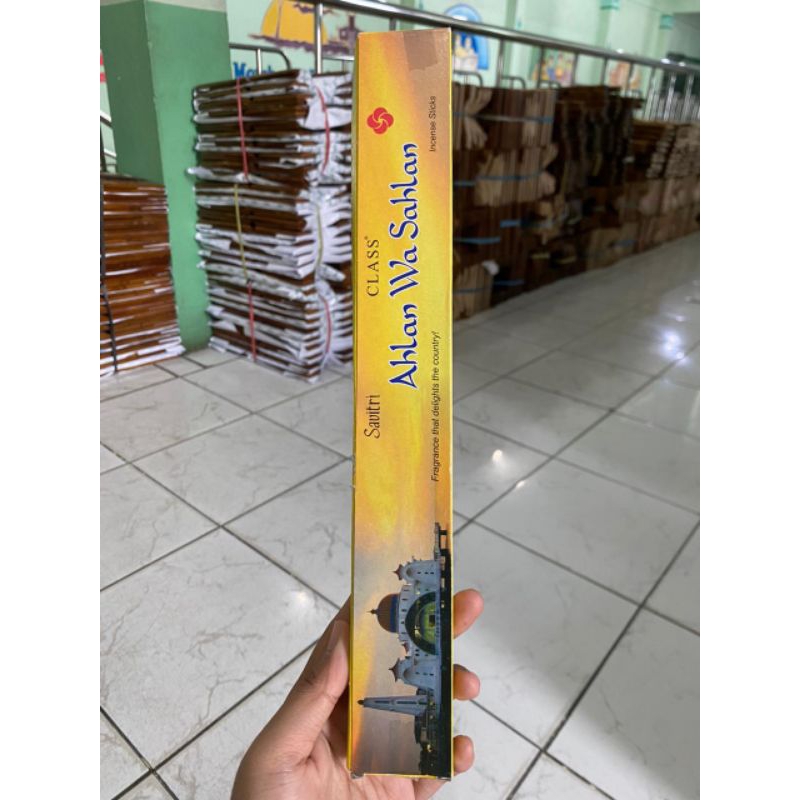 Savitri
CLASS®
Ahlan Wa Sahlan
Fragrance that delights the country!
Incense Sticks